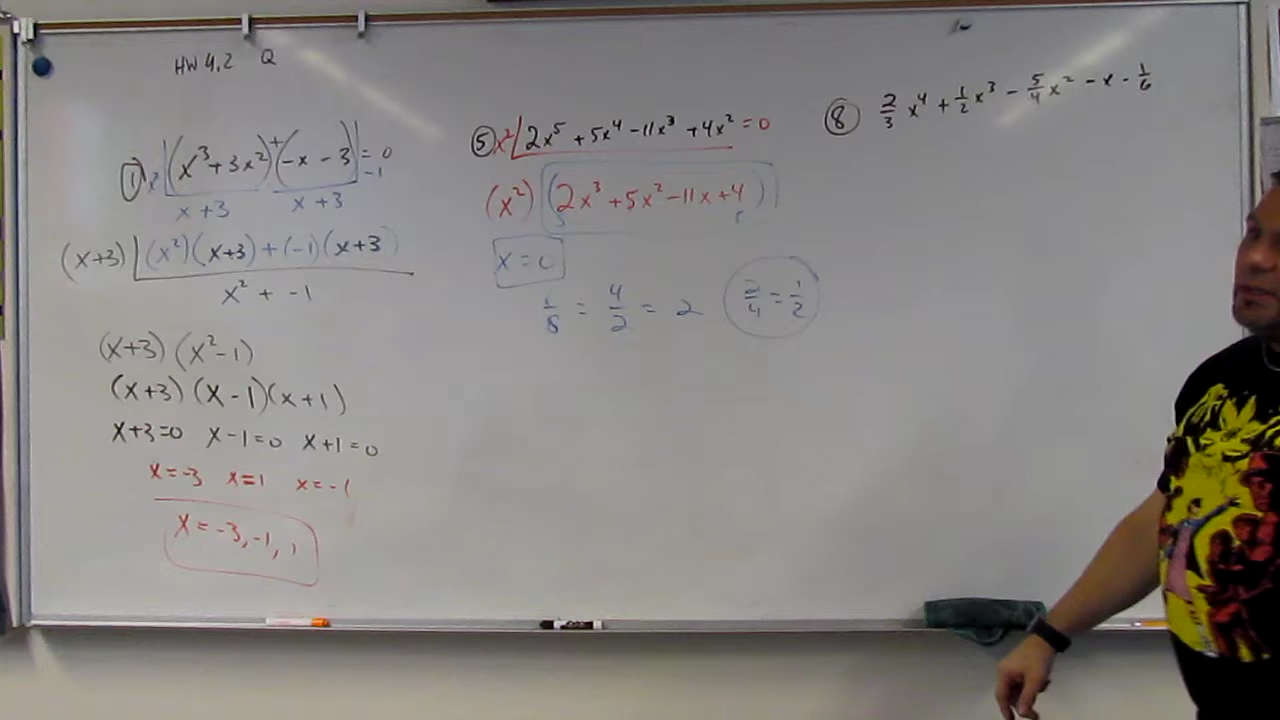 HW 4.2 Q
① (x³+3x²)+(-x-3)=0
-1
x+3 x+3
(x+3) (x²)(x+3)+(-1)(x+3)
x² + -1
(x+3)(x²-1)
(x+3)(x-1)(x+1)
x+3=0 x-1=0 x+1=0
x=-3 x=1 x=-1
x=-3,-1,1
⑤ x² 2x⁵+5x⁴-11x³+4x²=0
(x²)(2x³+5x²-11x+4)
x=0
= 4/2 = 2 2/4=1/2
⑧ 2/3 x⁴+1/2 x³-5/4 x²-x-1/6